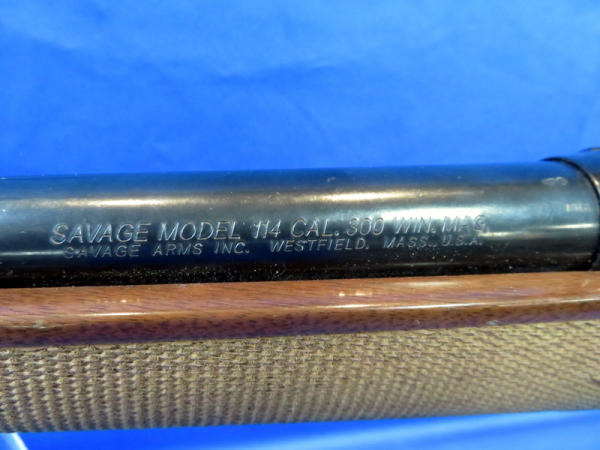 SAVAGE MODEL 114 CAL. 300 WIN. MAG.
SAVAGE ARMS INC. WESTFIELD, MASS., U.S.A.